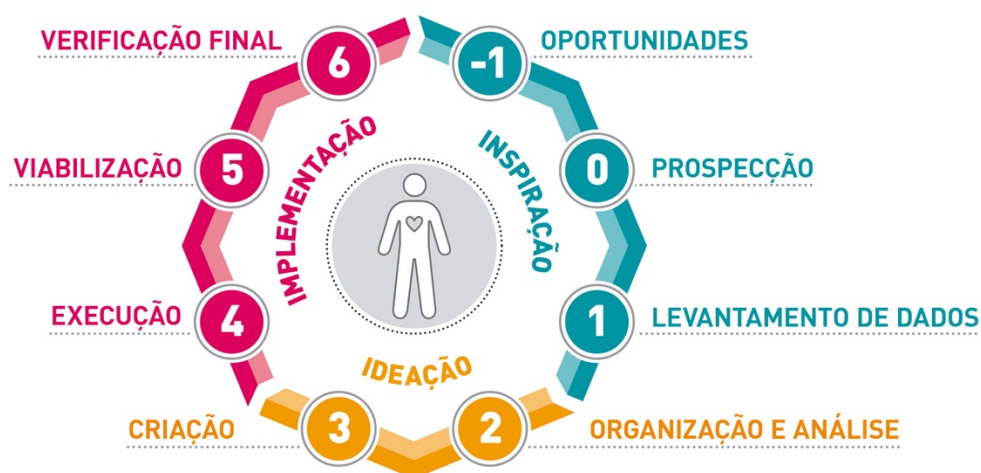 -1
OPORTUNIDADES
0
PROSPECÇÃO
1
LEVANTAMENTO DE DADOS
INSPIRAÇÃO
2
ORGANIZAÇÃO E ANÁLISE
3
CRIAÇÃO
IDEAÇÃO
4
EXECUÇÃO
5
VIABILIZAÇÃO
6
VERIFICAÇÃO FINAL
IMPLEMENTAÇÃO